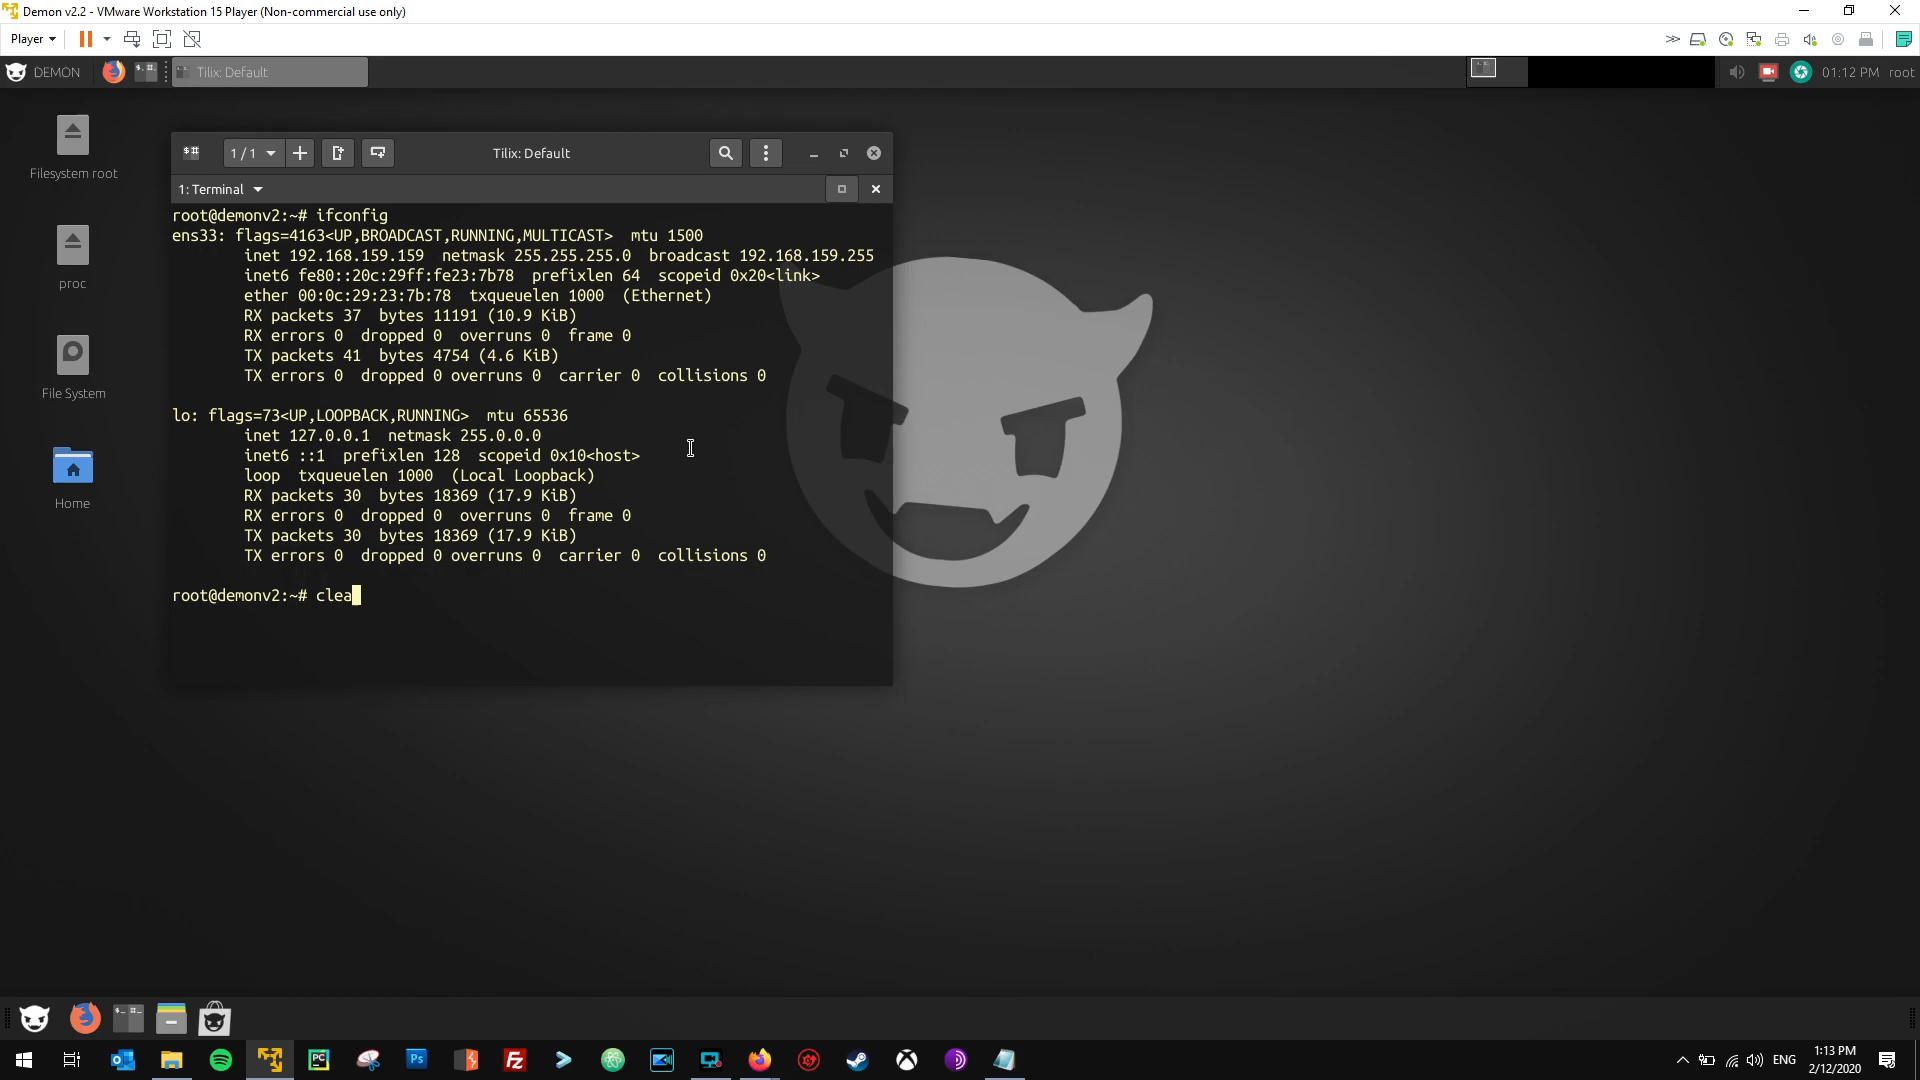 Demon v2.2 - VMware Workstation 15 Player (Non-commercial use only)
Player
DEMON
Tilix: Default
01:12 PM
root
Filesystem root
proc
File System
Home
1 / 1
Tilix: Default
1: Terminal
root@demonv2:~# ifconfig
ens33: flags=4163<UP,BROADCAST,RUNNING,MULTICAST>  mtu 1500
        inet 192.168.159.159  netmask 255.255.255.0  broadcast 192.168.159.255
        inet6 fe80::20c:29ff:fe23:7b78  prefixlen 64  scopeid 0x20<link>
        ether 00:0c:29:23:7b:78  txqueuelen 1000  (Ethernet)
        RX packets 37  bytes 11191 (10.9 KiB)
        RX errors 0  dropped 0  overruns 0  frame 0
        TX packets 41  bytes 4754 (4.6 KiB)
        TX errors 0  dropped 0 overruns 0  carrier 0  collisions 0
lo: flags=73<UP,LOOPBACK,RUNNING>  mtu 65536
        inet 127.0.0.1  netmask 255.0.0.0
        inet6 ::1  prefixlen 128  scopeid 0x10<host>
        loop  txqueuelen 1000  (Local Loopback)
        RX packets 30  bytes 18369 (17.9 KiB)
        RX errors 0  dropped 0  overruns 0  frame 0
        TX packets 30  bytes 18369 (17.9 KiB)
        TX errors 0  dropped 0 overruns 0  carrier 0  collisions 0
root@demonv2:~# clea
PC
Ps
FZ
ENG
1:13 PM
2/12/2020